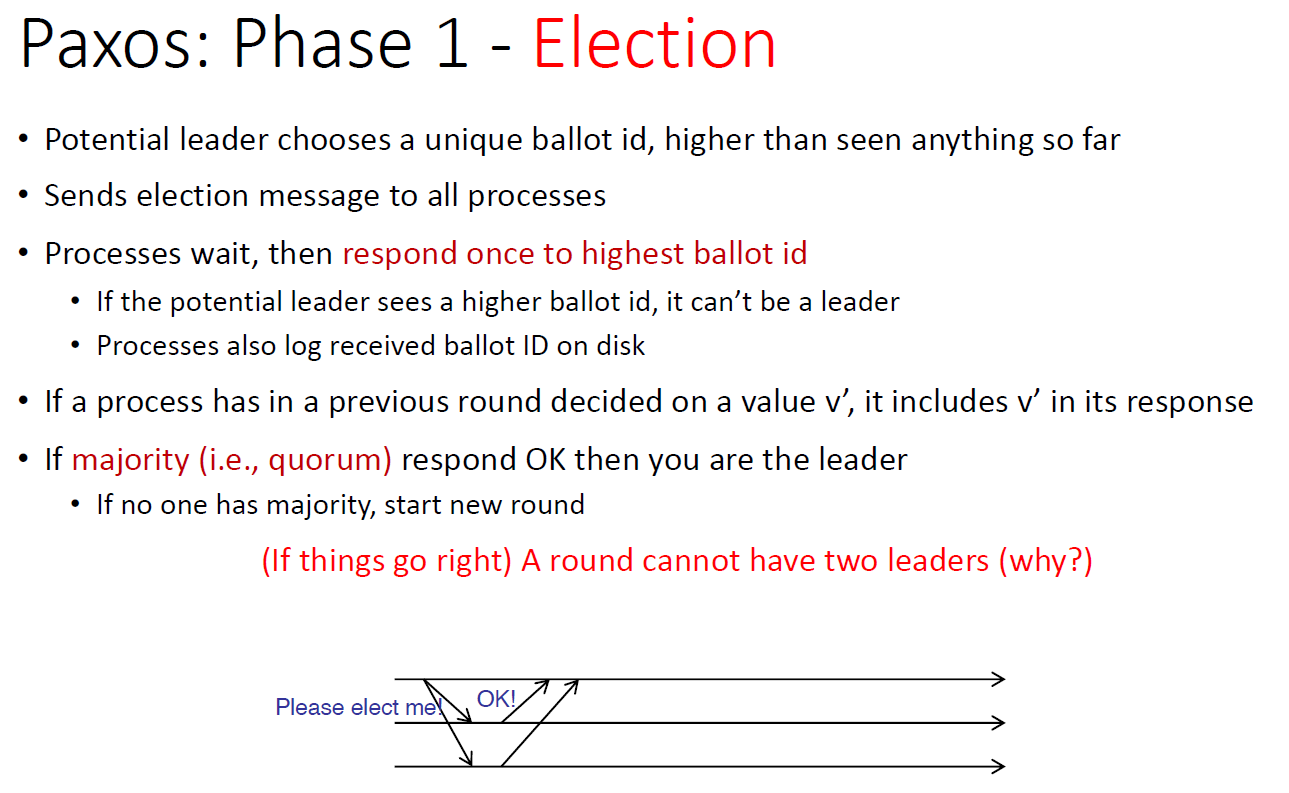 Paxos: Phase 1 - Election
• Potential leader chooses a unique ballot id, higher than seen anything so far
• Sends election message to all processes
• Processes wait, then respond once to highest ballot id
• If the potential leader sees a higher ballot id, it can’t be a leader
• Processes also log received ballot ID on disk
• If a process has in a previous round decided on a value v’, it includes v’ in its response
• If majority (i.e., quorum) respond OK then you are the leader
• If no one has majority, start new round
(If things go right) A round cannot have two leaders (why?)
Please elect me!
OK!